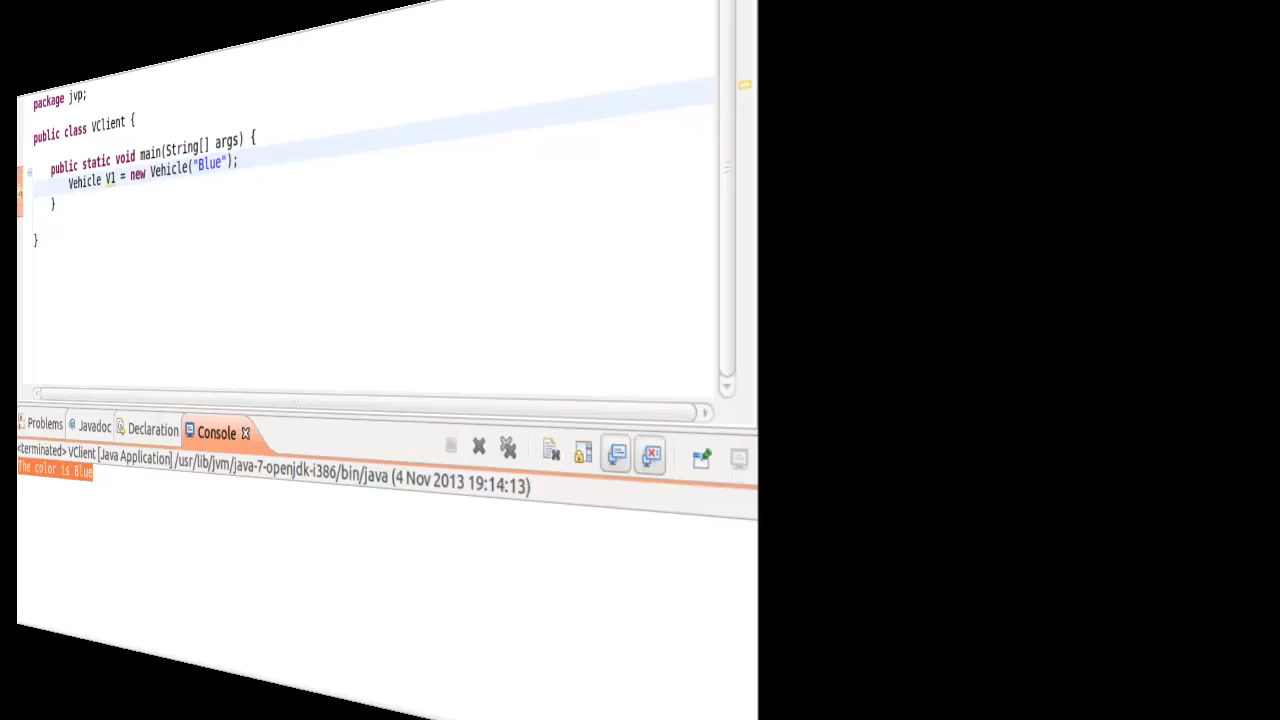 package jvp;
public class VClient {
public static void main(String[] args) {
Vehicle V1 = new Vehicle("Blue");
}
}
Problems @ Javadoc Declaration Console
<terminated> VClient [Java Application] /usr/lib/jvm/java-7-openjdk-i386/bin/java (4 Nov 2013 19:14:13)
The color is Blue